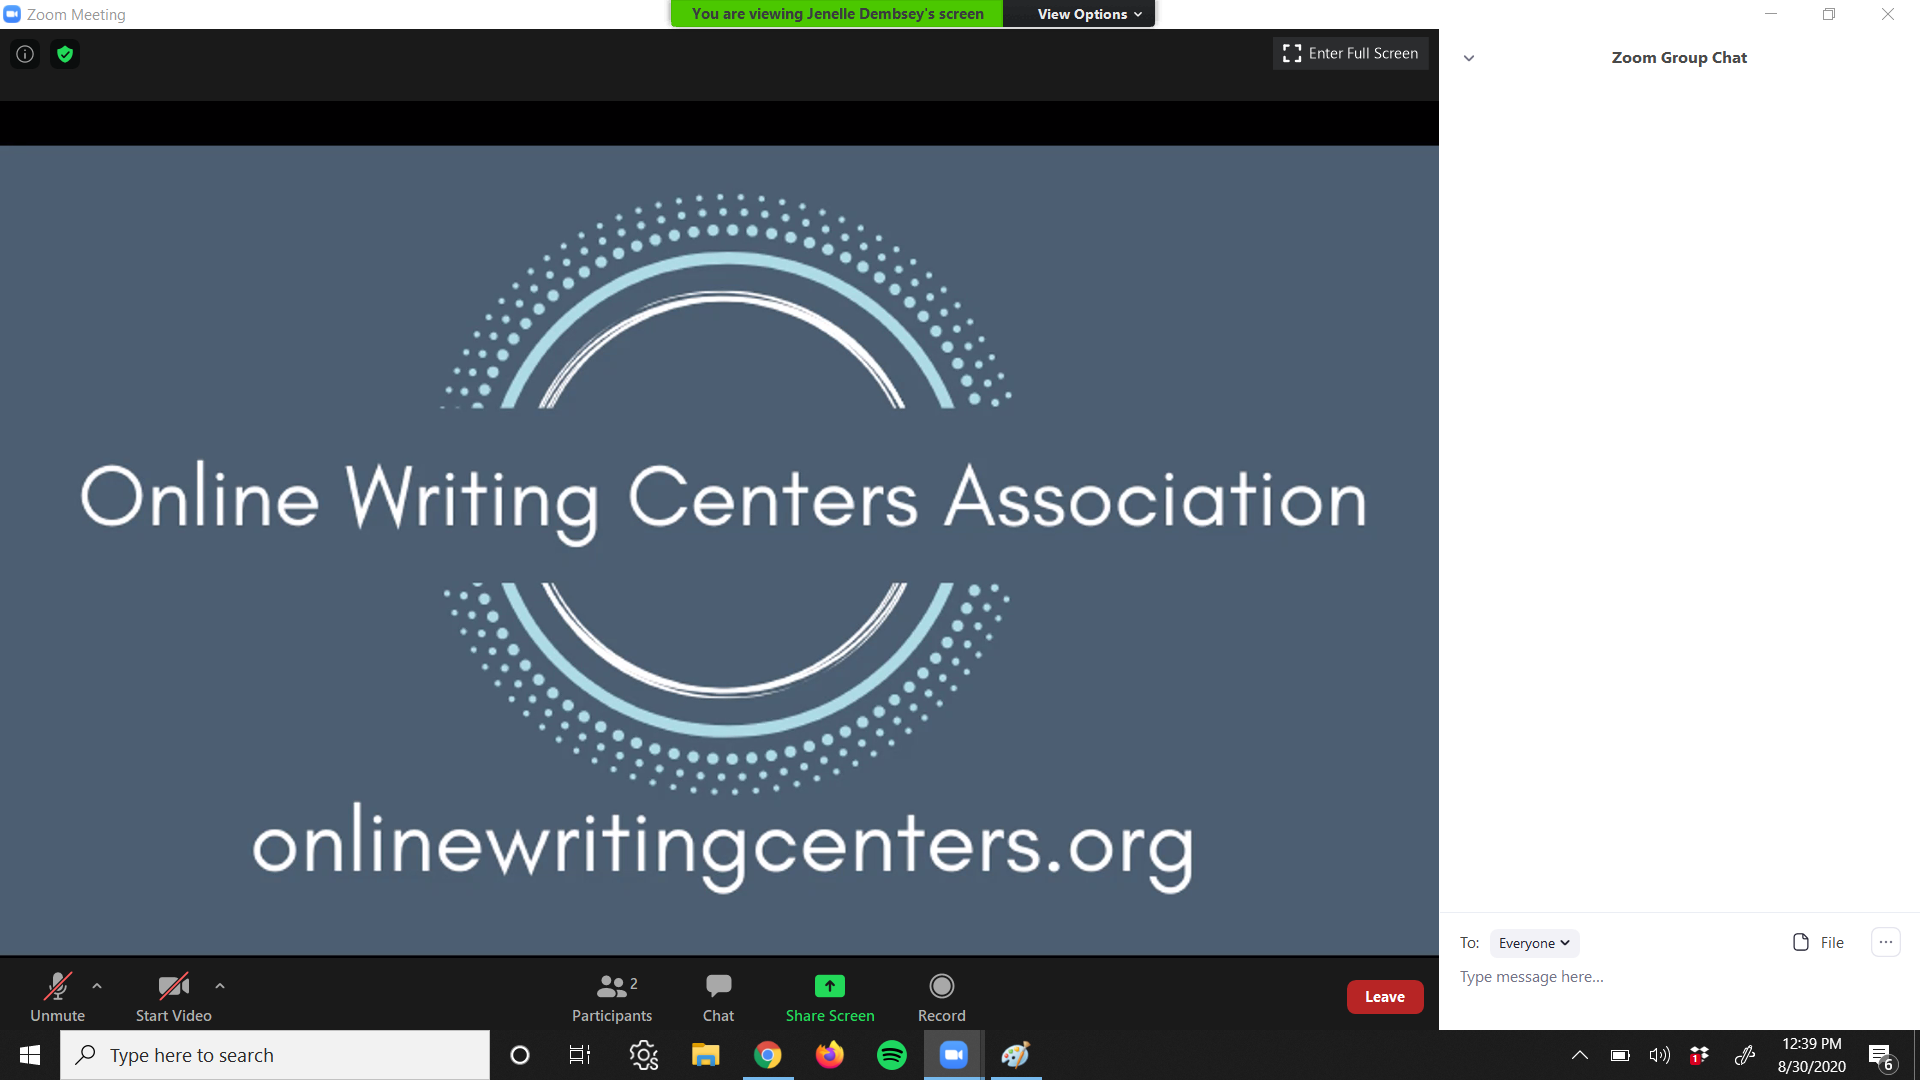 Zoom Meeting
You are viewing Jenelle Dembsey's screen
View Options
Enter Full Screen
Zoom Group Chat
Online Writing Centers Association
onlinewritingcenters.org
To: Everyone
File
Type message here...
2
Unmute
Start Video
Participants
Chat
Share Screen
Record
Leave
Type here to search
1
12:39 PM
8/30/2020
6